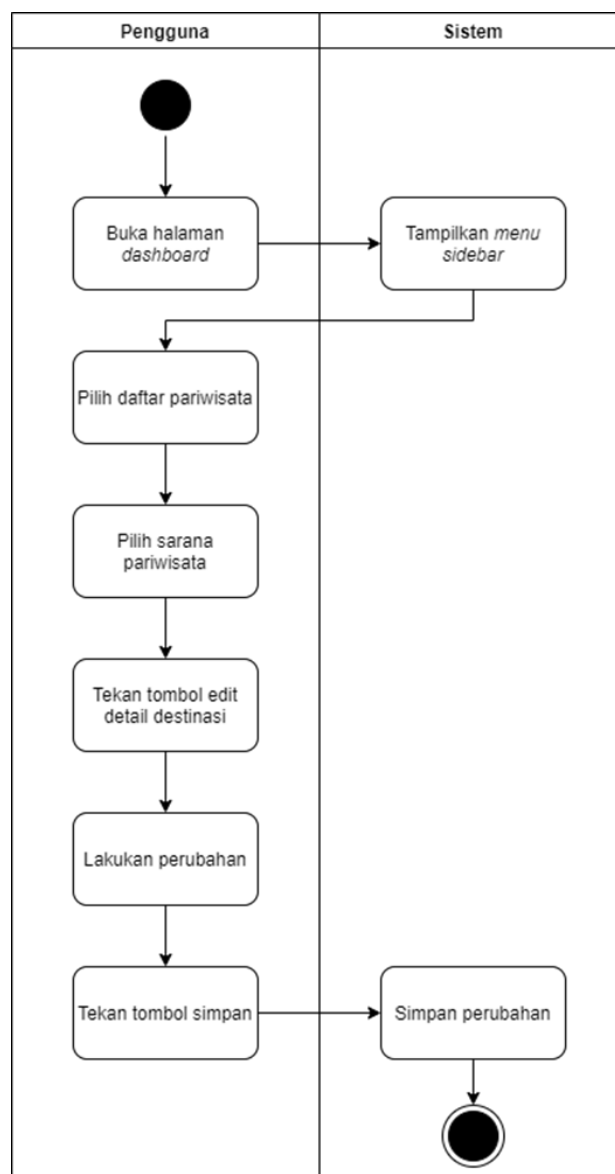 Pengguna
Sistem
Buka halaman
dashboard
Tampilkan menu
sidebar
Pilih daftar pariwisata
Pilih sarana
pariwisata
Tekan tombol edit
detail destinasi
Lakukan perubahan
Tekan tombol simpan
Simpan perubahan